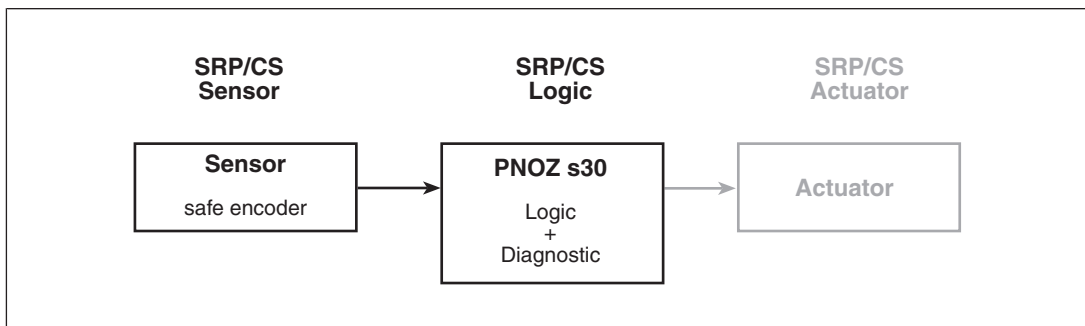 SRP/CS
Sensor
SRP/CS
Logic
SRP/CS
Actuator
Sensor
safe encoder
PNOZ s30
Logic
+
Diagnostic
Actuator